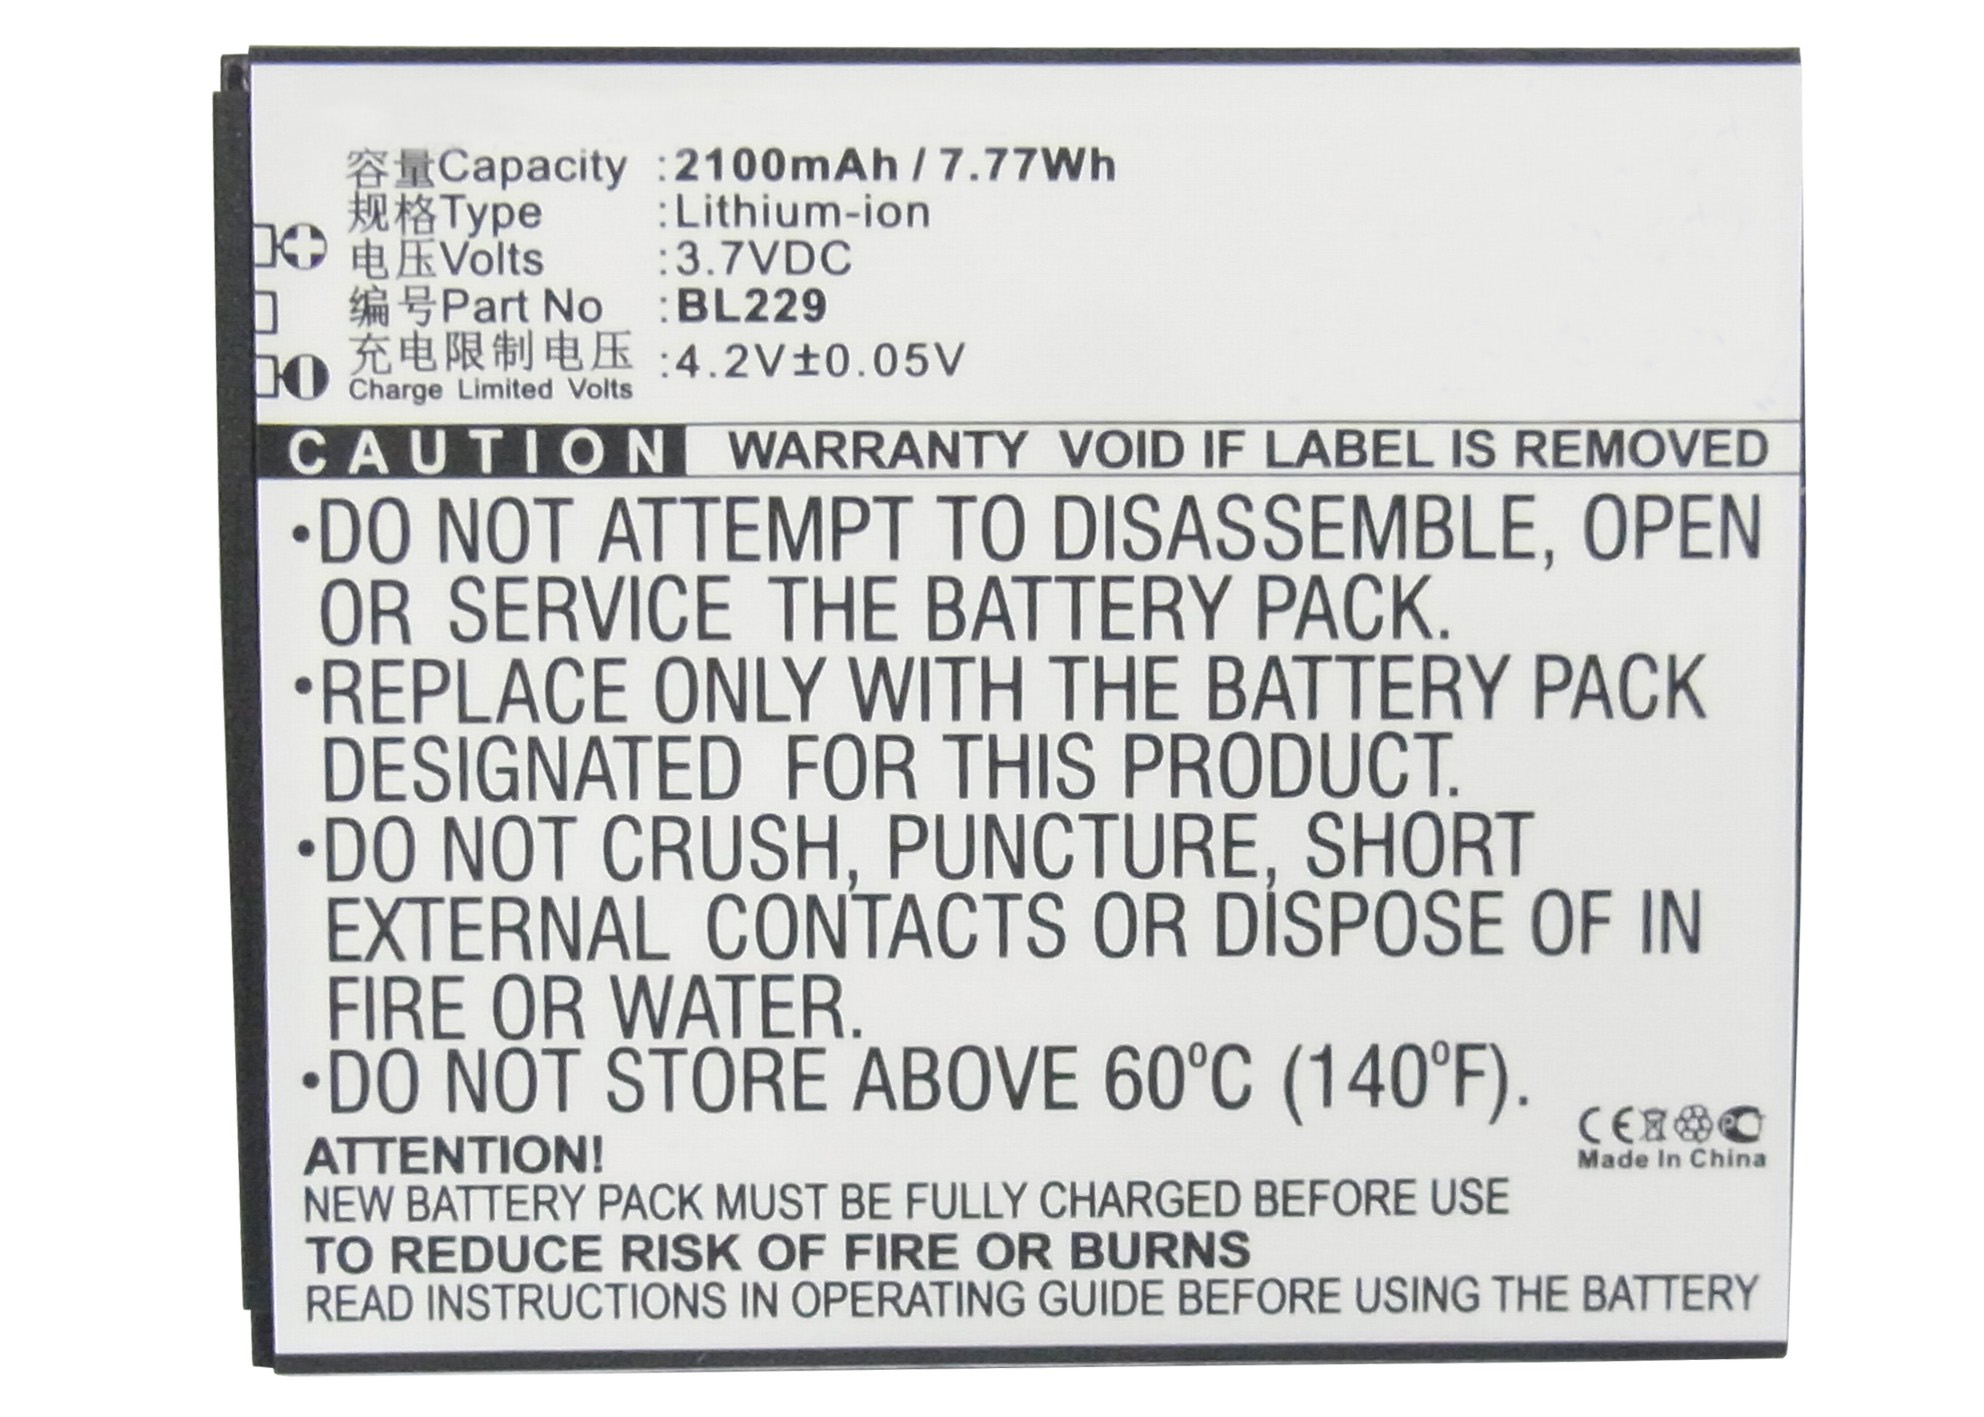 容量Capacity :2100mAh / 7.77Wh
规格Type :Lithium-ion
电压Volts :3.7VDC
编号Part No :BL229
充电限制电压 :4.2V±0.05V
Charge Limited Volts
CAUTION WARRANTY VOID IF LABEL IS REMOVED
•DO NOT ATTEMPT TO DISASSEMBLE, OPEN
OR SERVICE THE BATTERY PACK.
•REPLACE ONLY WITH THE BATTERY PACK
DESIGNATED FOR THIS PRODUCT.
•DO NOT CRUSH, PUNCTURE, SHORT
EXTERNAL CONTACTS OR DISPOSE OF IN
FIRE OR WATER.
•DO NOT STORE ABOVE 60ºC (140ºF).
CE
Made In China
ATTENTION!
NEW BATTERY PACK MUST BE FULLY CHARGED BEFORE USE
TO REDUCE RISK OF FIRE OR BURNS
READ INSTRUCTIONS IN OPERATING GUIDE BEFORE USING THE BATTERY